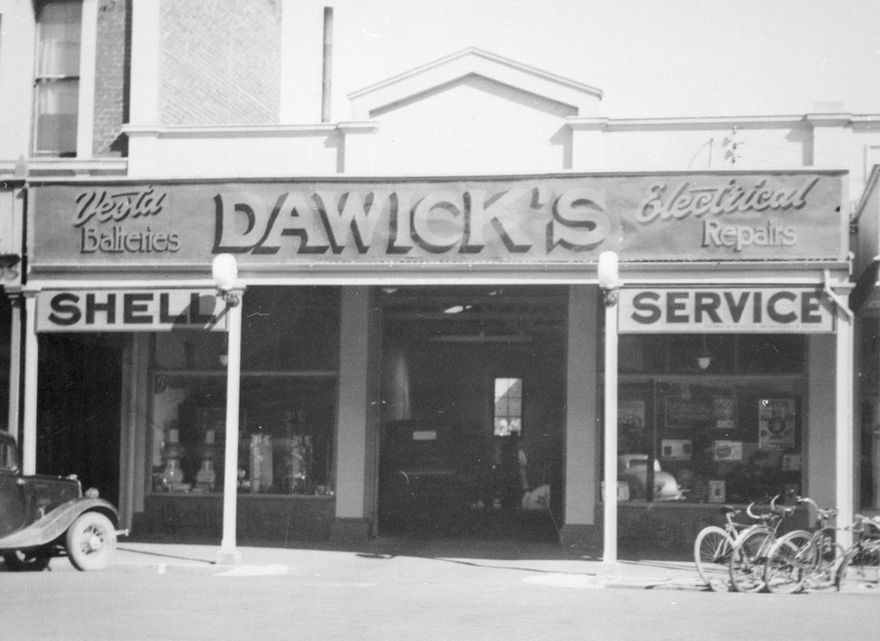 Vesta
Batteries
DAWICK'S
Electrical
Repairs
SHELL
SERVICE